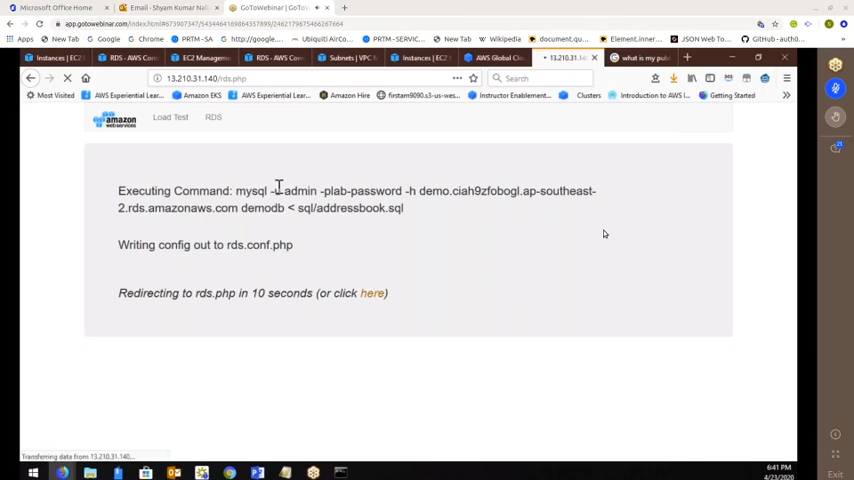 Microsoft Office Home
Email - Shyam Kumar Nal
GoToWebinar | GoTo
app.gotowebinar.com/index.html#673907347/5434464169864357895/2462179675466267664
Apps
New Tab
Google
http://google.com/...
PRTM -SA
Ubiquiti AirCo...
PRTM-SERVIC...
New Tab
Wikipedia
document.qu...
Element.inner...
JSON Web To...
GitHub - auth0...
Instances | EC2
RDS - AWS Con
EC2 Manageme
RDS - AWS Con
Subnets | VPC
Instances | EC2
AWS Global Clo
13.210.31.14
what is my pub
13.210.31.140/rds.php
Search
Most Visited
AWS Experiential Lear...
Amazon EKS
AWS Experiential Lear...
Amazon Hire
firstam9090.s3-us-wes...
Instructor Enablement...
Clusters
Introduction to AWS I...
Getting Started
amazon
webservices
Load Test
RDS
Executing Command: mysql -u admin -plab-password -h demo.ciah9zfobogl.ap-southeast-
2.rds.amazonaws.com demodb < sql/addressbook.sql
Writing config out to rds.conf.php
Redirecting to rds.php in 10 seconds (or click here)
Transferring data from 13.210.31.140...
6:41 PM
4/23/2020
Exit